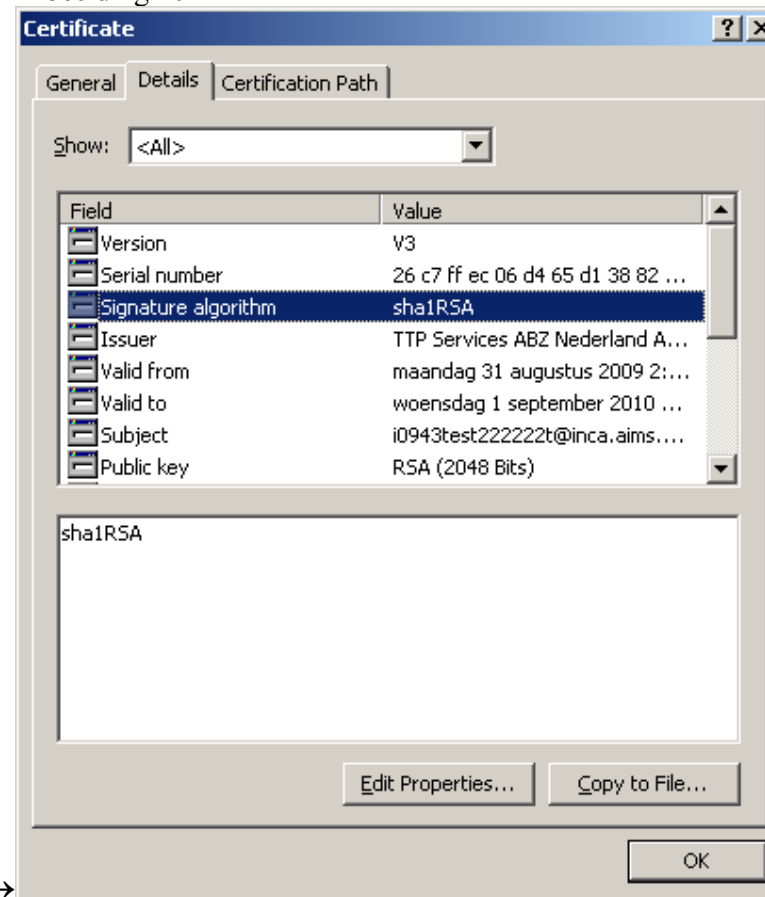 Certificate
General Details Certification Path
Show: <All>
Field Value
Version V3
Serial number 26 c7 ff ec 06 d4 65 d1 38 82 ...
Signature algorithm sha1RSA
Issuer TTP Services ABZ Nederland A...
Valid from maandag 31 augustus 2009 2:...
Valid to woensdag 1 september 2010 ...
Subject i0943test222222t@inca.aims....
Public key RSA (2048 Bits)
sha1RSA
Edit Properties... Copy to File...
OK